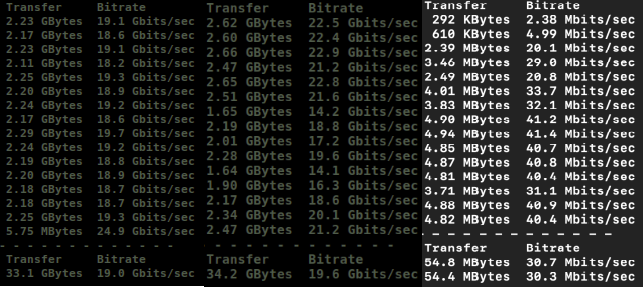 Transfer Bitrate
2.23 GBytes 19.1 Gbits/sec
2.17 GBytes 18.6 Gbits/sec
2.23 GBytes 19.1 Gbits/sec
2.11 GBytes 18.2 Gbits/sec
2.25 GBytes 19.3 Gbits/sec
2.20 GBytes 18.9 Gbits/sec
2.24 GBytes 19.2 Gbits/sec
2.17 GBytes 18.6 Gbits/sec
2.29 GBytes 19.7 Gbits/sec
2.24 GBytes 19.2 Gbits/sec
2.19 GBytes 18.8 Gbits/sec
2.20 GBytes 18.9 Gbits/sec
2.18 GBytes 18.7 Gbits/sec
2.18 GBytes 18.7 Gbits/sec
2.25 GBytes 19.3 Gbits/sec
5.75 MBytes 24.9 Gbits/sec
- - - - - - - - - - - - -
Transfer Bitrate
33.1 GBytes 19.0 Gbits/sec
Transfer Bitrate
2.62 GBytes 22.5 Gbits/sec
2.60 GBytes 22.4 Gbits/sec
2.66 GBytes 22.9 Gbits/sec
2.47 GBytes 21.2 Gbits/sec
2.65 GBytes 22.8 Gbits/sec
2.51 GBytes 21.6 Gbits/sec
1.65 GBytes 14.2 Gbits/sec
2.19 GBytes 18.8 Gbits/sec
2.01 GBytes 17.2 Gbits/sec
2.28 GBytes 19.6 Gbits/sec
1.64 GBytes 14.1 Gbits/sec
1.90 GBytes 16.3 Gbits/sec
2.17 GBytes 18.6 Gbits/sec
2.34 GBytes 20.1 Gbits/sec
2.47 GBytes 21.2 Gbits/sec
- - - - - - - - - - - - -
Transfer Bitrate
34.2 GBytes 19.6 Gbits/sec
Transfer Bitrate
292 KBytes 2.38 Mbits/sec
610 KBytes 4.99 Mbits/sec
2.39 MBytes 20.1 Mbits/sec
3.46 MBytes 29.0 Mbits/sec
2.49 MBytes 20.8 Mbits/sec
4.01 MBytes 33.7 Mbits/sec
3.83 MBytes 32.1 Mbits/sec
4.90 MBytes 41.2 Mbits/sec
4.94 MBytes 41.4 Mbits/sec
4.85 MBytes 40.7 Mbits/sec
4.87 MBytes 40.8 Mbits/sec
4.81 MBytes 40.4 Mbits/sec
3.71 MBytes 31.1 Mbits/sec
4.88 MBytes 40.9 Mbits/sec
4.82 MBytes 40.4 Mbits/sec
- - - - - - - - - - - -
Transfer Bitrate
54.8 MBytes 30.7 Mbits/sec
54.4 MBytes 30.3 Mbits/sec